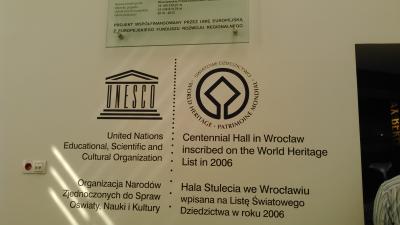 PROJEKT WSPÓŁFINANSOWANY PRZEZ UNIĘ EUROPEJSKĄ
Z EUROPEJSKIEGO FUNDUSZU ROZWOJU REGIONALNEGO
UNESCO
United Nations
Educational, Scientific and
Cultural Organization
Organizacja Narodów
Zjednoczonych do Spraw
Oświaty, Nauki i Kultury
ŚWIATOWE DZIEDZICTWO • WORLD HERITAGE • PATRIMOINE MONDIAL •
Centennial Hall in Wrocław
inscribed on the World Heritage
List in 2006
Hala Stulecia we Wrocławiu
wpisana na Listę Światowego
Dziedzictwa w roku 2006